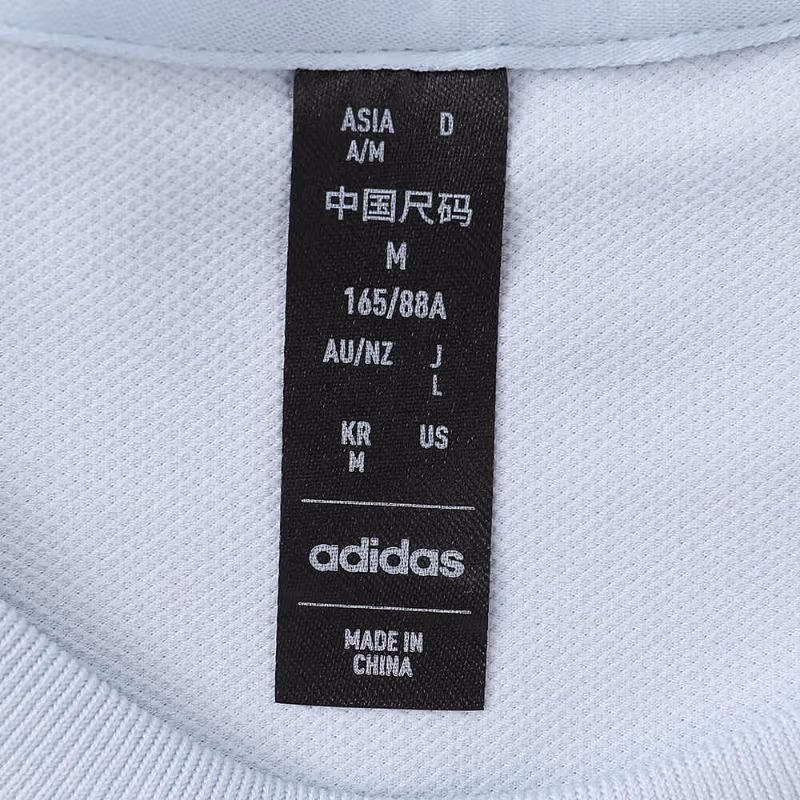 ASIA D
A/M
中国尺码
M
165/88A
AU/NZ J
L
KR US
M
adidas
MADE IN
CHINA